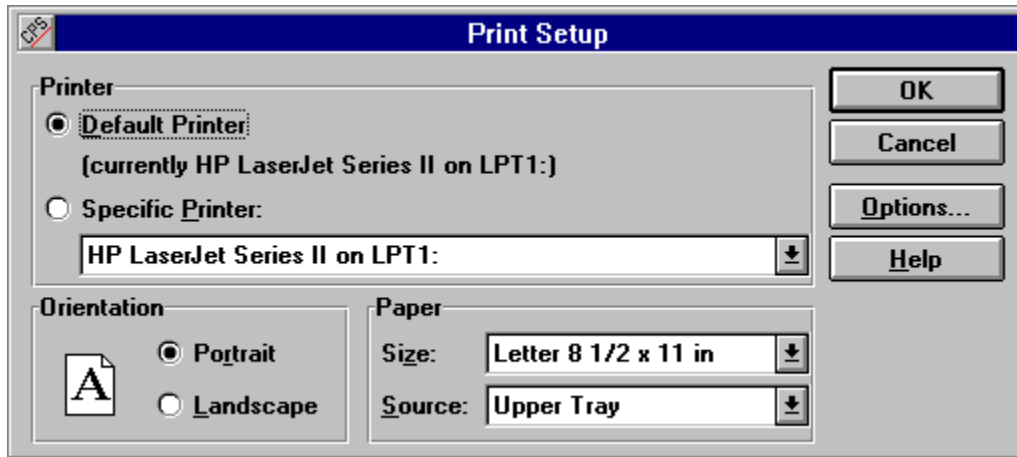 CPS
Print Setup
Printer
Default Printer
(currently HP LaserJet Series II on LPT1:)
Specific Printer:
HP LaserJet Series II on LPT1:
OK
Cancel
Options...
Help
Orientation
A
Portrait
Landscape
Paper
Size: Letter 8 1/2 x 11 in
Source: Upper Tray